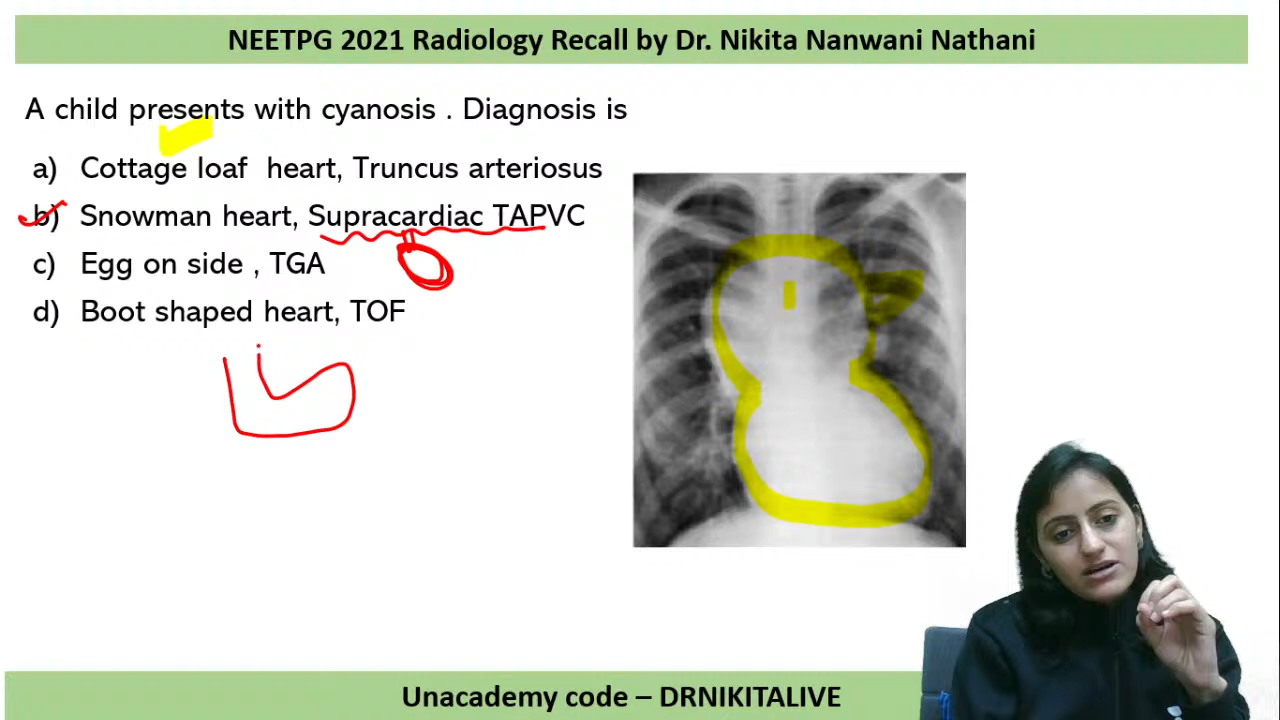 NEETPG 2021 Radiology Recall by Dr. Nikita Nanwani Nathani
A child presents with cyanosis . Diagnosis is
a) Cottage loaf heart, Truncus arteriosus
b) Snowman heart, Supracardiac TAPVC
c) Egg on side , TGA
d) Boot shaped heart, TOF
Unacademy code – DRNIKITALIVE